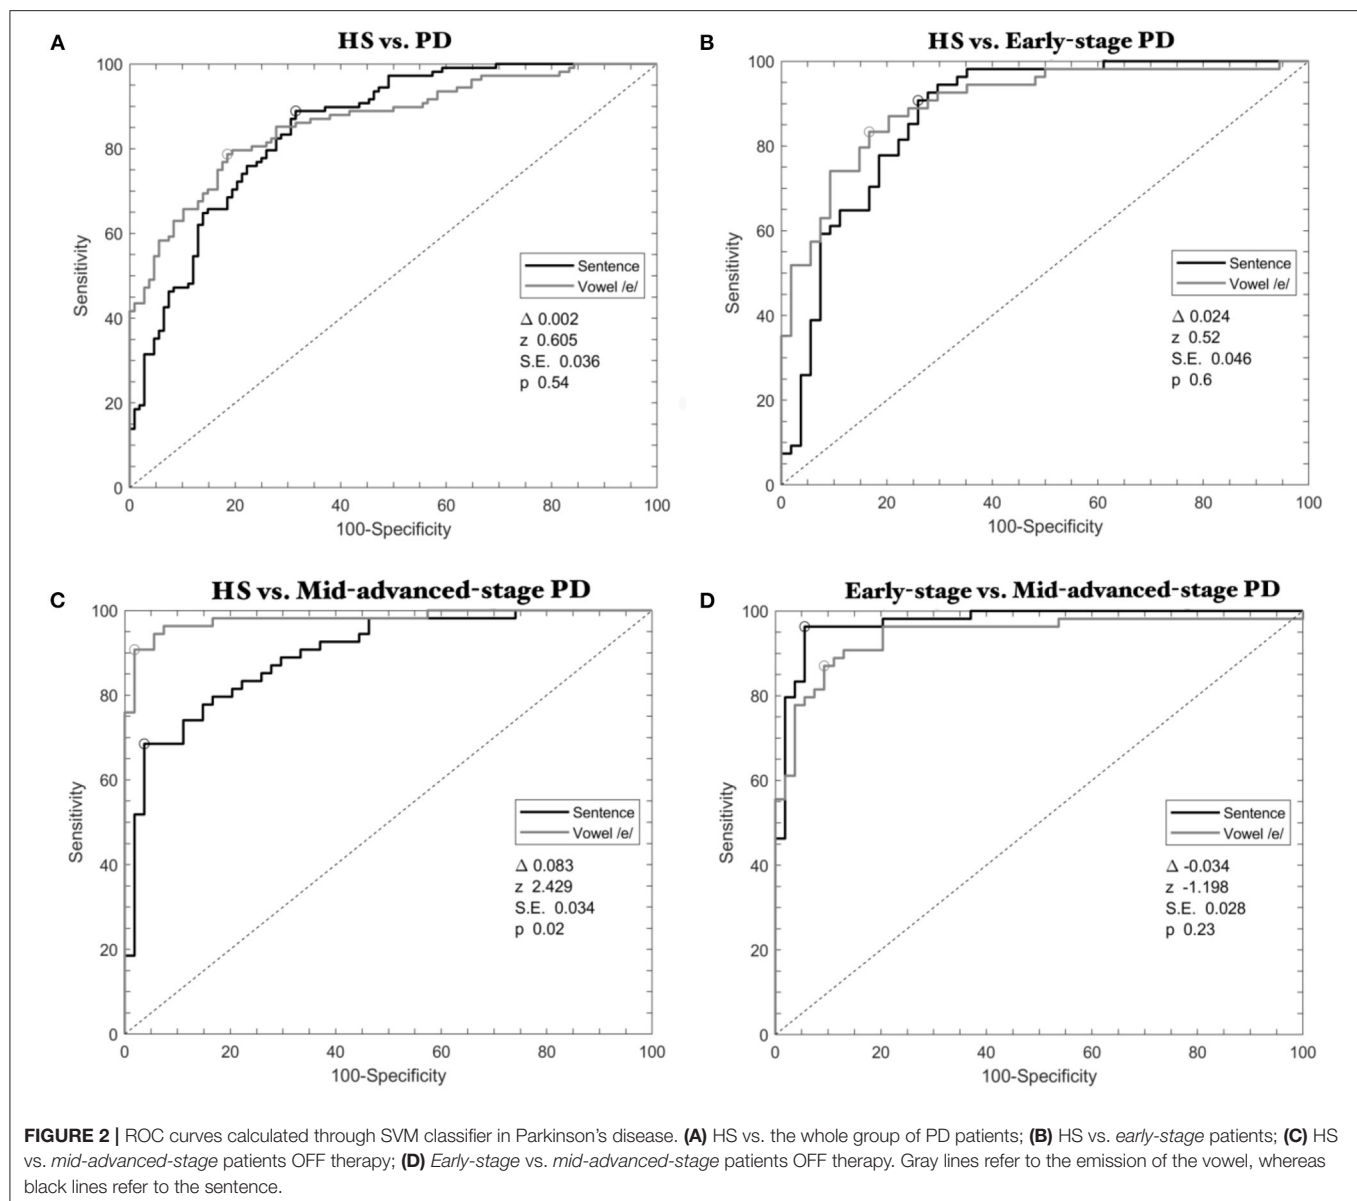 A
HS vs. PD
100
80
60
40
20
0
Sensitivity
Sentence
Vowel /e/
Δ 0.002
z 0.605
S.E. 0.036
p 0.54
0 20 40 60 80 100
100-Specificity
B
HS vs. Early-stage PD
100
80
60
40
20
0
Sensitivity
Sentence
Vowel /e/
Δ 0.024
z 0.52
S.E. 0.046
p 0.6
0 20 40 60 80 100
100-Specificity
C
HS vs. Mid-advanced-stage PD
100
80
60
40
20
0
Sensitivity
Sentence
Vowel /e/
Δ 0.083
z 2.429
S.E. 0.034
p 0.02
0 20 40 60 80 100
100-Specificity
D
Early-stage vs. Mid-advanced-stage PD
100
80
60
40
20
0
Sensitivity
Sentence
Vowel /e/
Δ -0.034
z -1.198
S.E. 0.028
p 0.23
0 20 40 60 80 100
100-Specificity
FIGURE 2 | ROC curves calculated through SVM classifier in Parkinson's disease. (A) HS vs. the whole group of PD patients; (B) HS vs. early-stage patients; (C) HS
vs. mid-advanced-stage patients OFF therapy; (D) Early-stage vs. mid-advanced-stage patients OFF therapy. Gray lines refer to the emission of the vowel, whereas
black lines refer to the sentence.